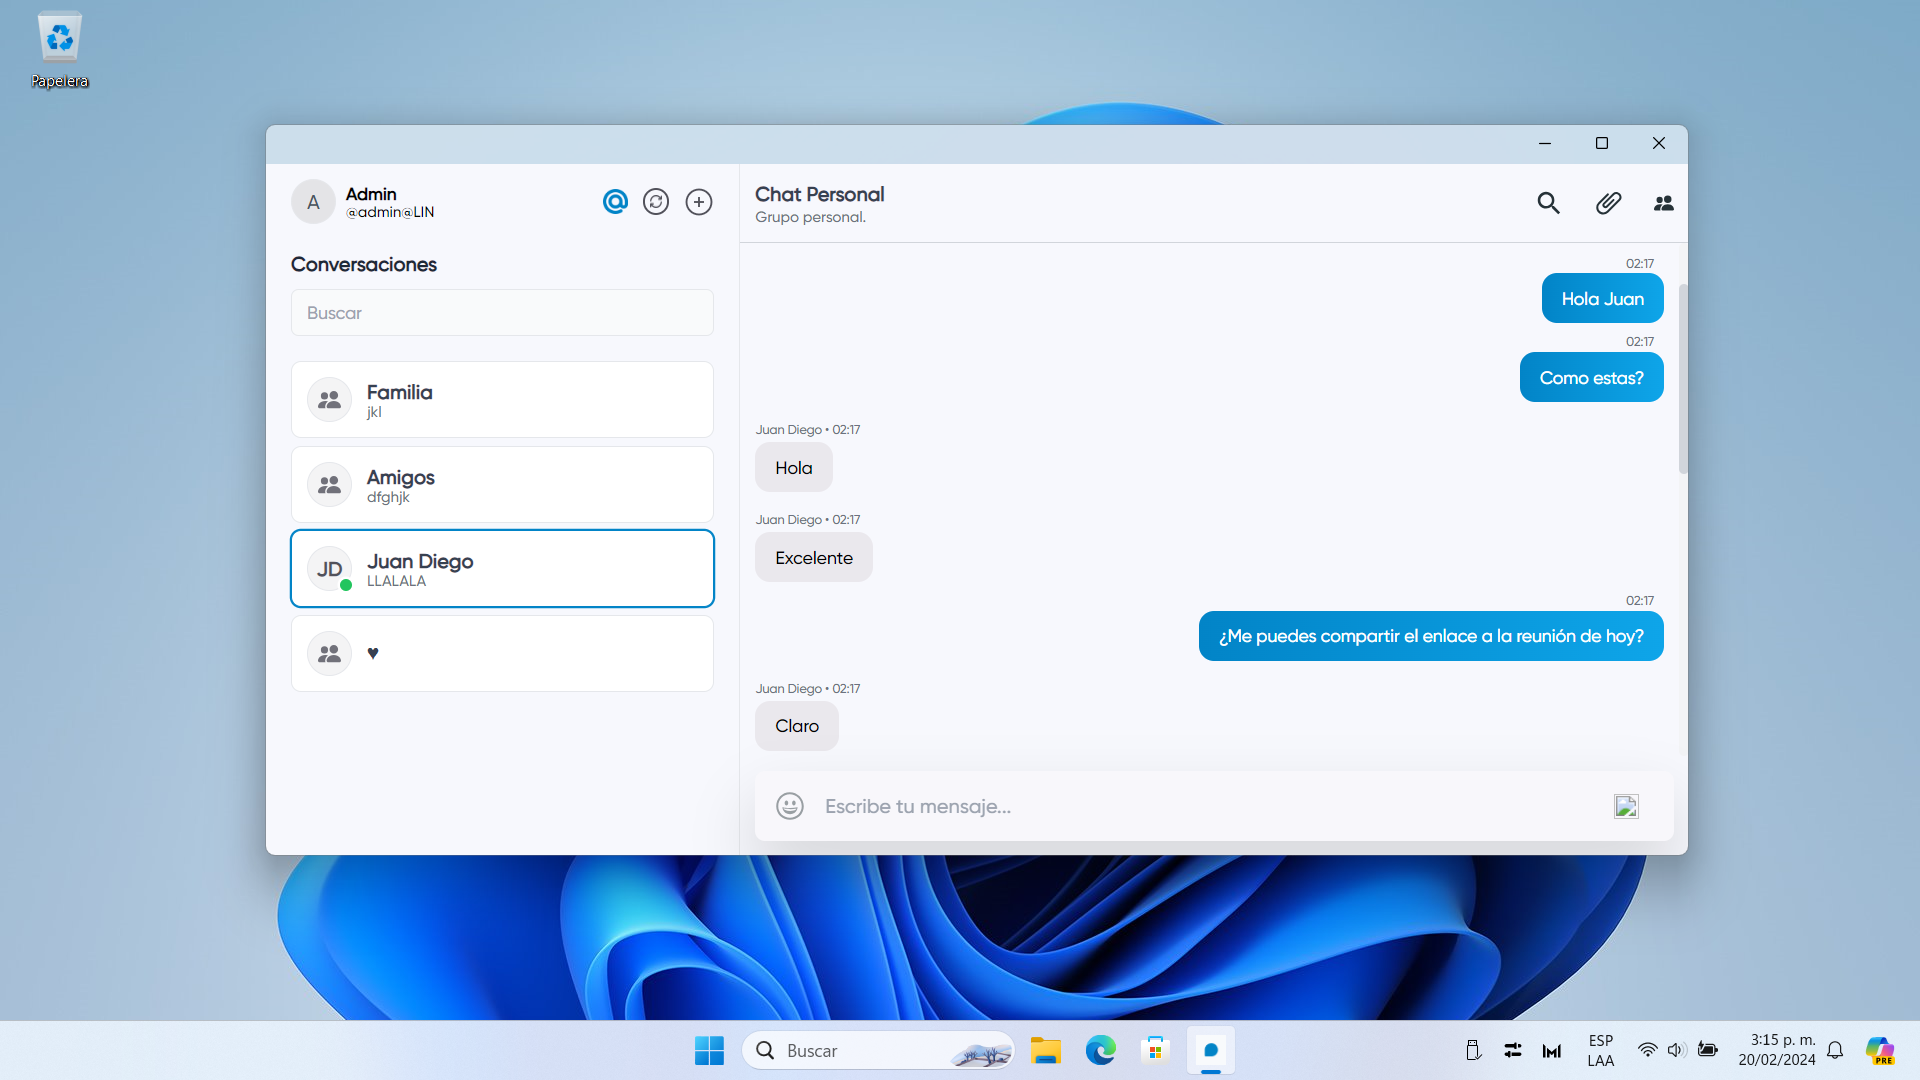 Papelera
A
Admin
@admin@LIN
Conversaciones
Buscar
Familia
jkl
Amigos
dfghjk
JD
Juan Diego
LLALALA
♥
Chat Personal
Grupo personal.
02:17
Hola Juan
02:17
Como estas?
Juan Diego • 02:17
Hola
Juan Diego • 02:17
Excelente
02:17
¿Me puedes compartir el enlace a la reunión de hoy?
Juan Diego • 02:17
Claro
Escribe tu mensaje...
Buscar
ESP
LAA
3:15 p. m.
20/02/2024
PRE